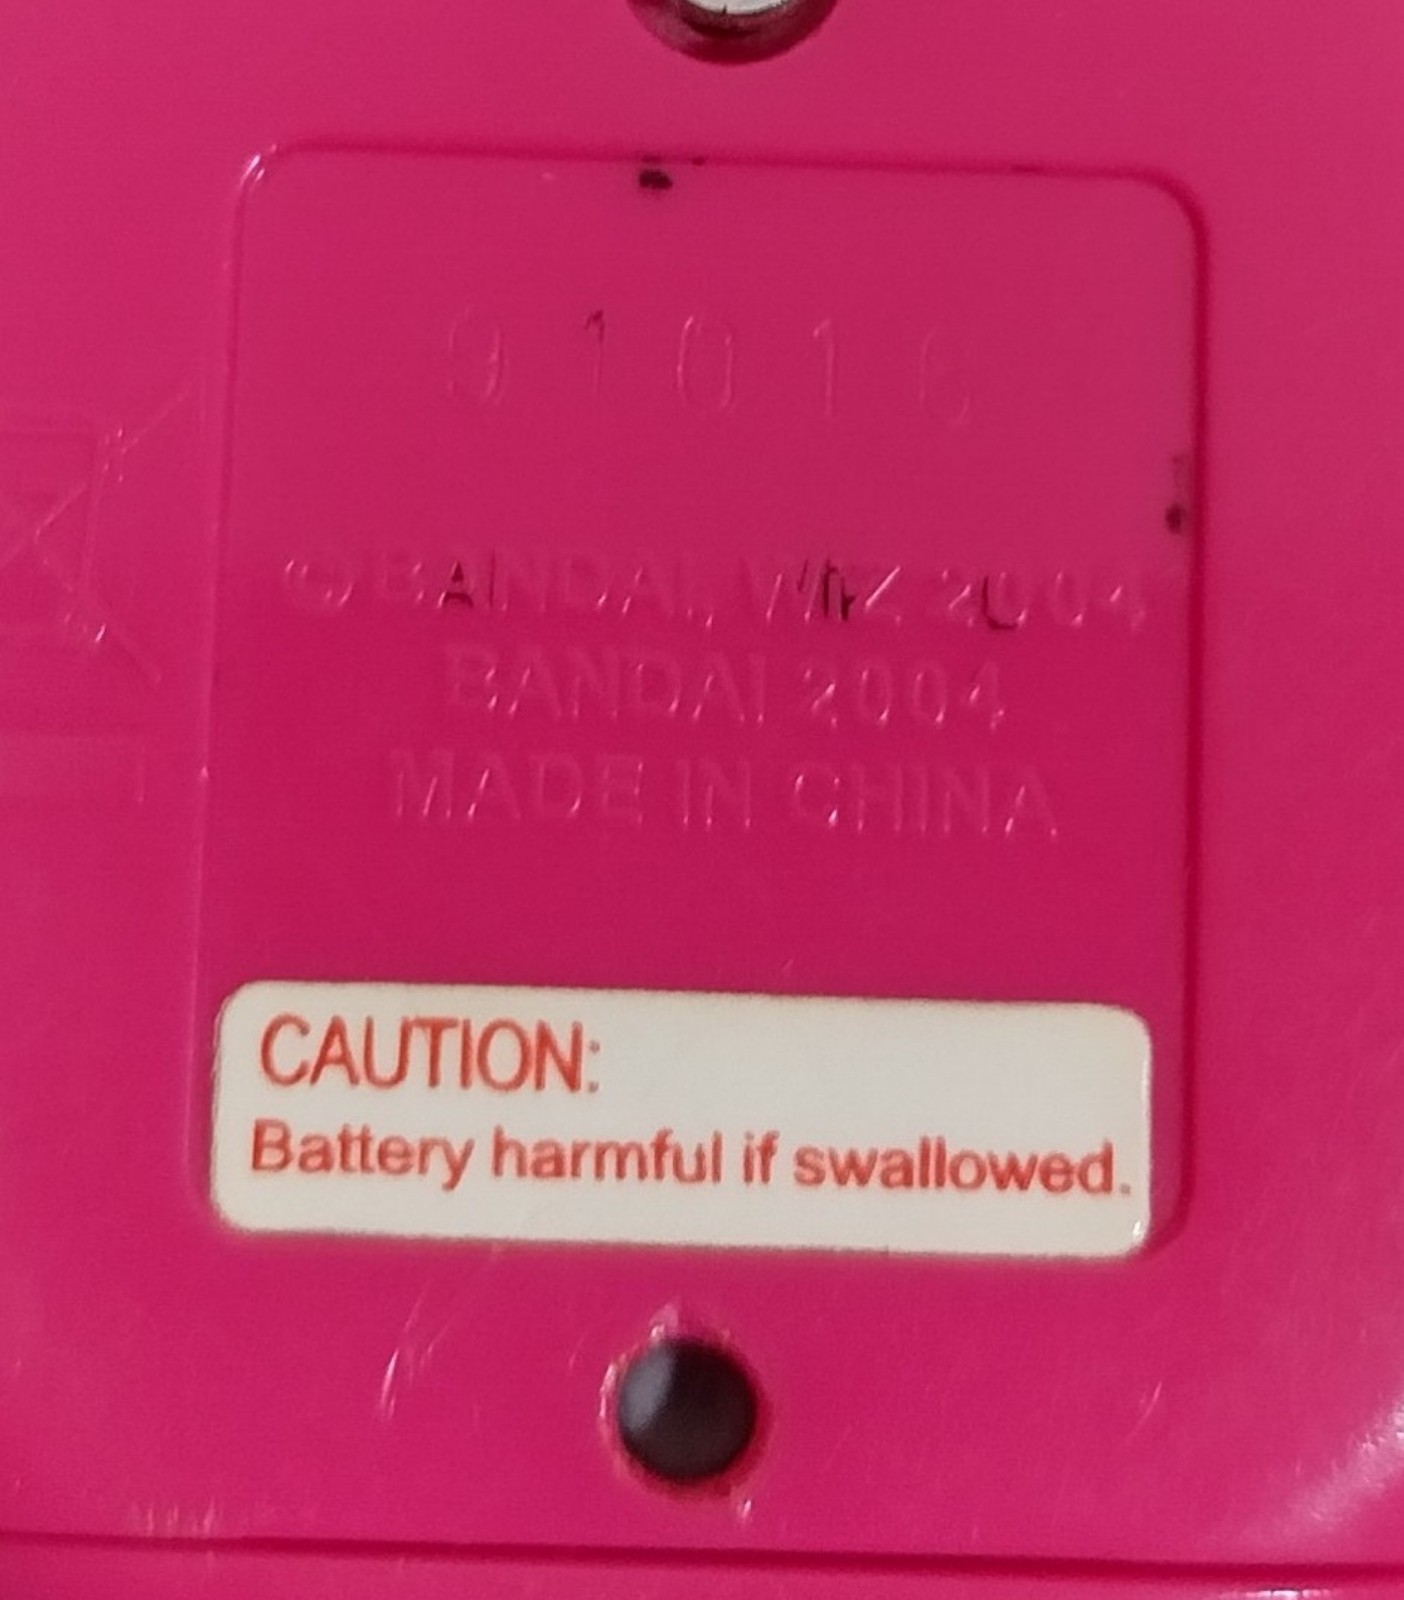 91016
©BANDAI, WiZ 2004
BANDAI 2004
MADE IN CHINA
CAUTION:
Battery harmful if swallowed.